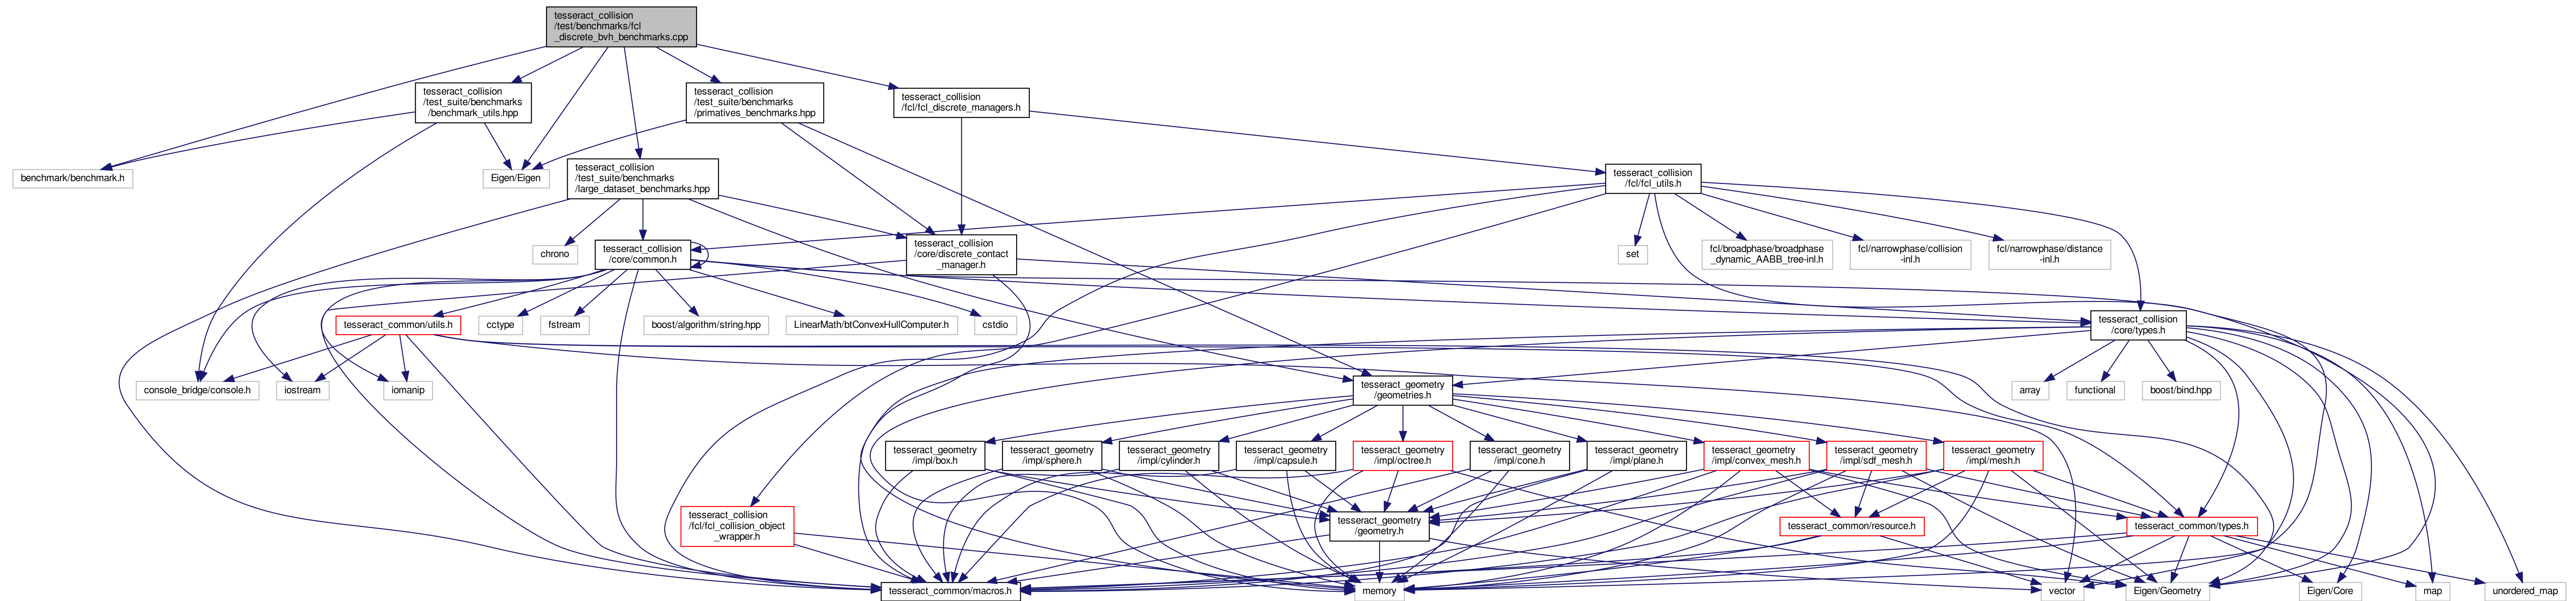 tesseract_collision
/test/benchmarks/fcl
_discrete_bvh_benchmarks.cpp
tesseract_collision
/test_suite/benchmarks
/benchmark_utils.hpp
tesseract_collision
/test_suite/benchmarks
/primatives_benchmarks.hpp
tesseract_collision
/fcl/fcl_discrete_managers.h
benchmark/benchmark.h
Eigen/Eigen
tesseract_collision
/test_suite/benchmarks
/large_dataset_benchmarks.hpp
tesseract_collision
/fcl/fcl_utils.h
chrono
tesseract_collision
/core/common.h
tesseract_collision
/core/discrete_contact
_manager.h
set
fcl/broadphase/broadphase
_dynamic_AABB_tree-inl.h
fcl/narrowphase/collision
-inl.h
fcl/narrowphase/distance
-inl.h
tesseract_common/utils.h
cctype
fstream
boost/algorithm/string.hpp
LinearMath/btConvexHullComputer.h
cstdio
tesseract_collision
/core/types.h
console_bridge/console.h
iostream
iomanip
tesseract_geometry
/geometries.h
array
functional
boost/bind.hpp
tesseract_geometry
/impl/box.h
tesseract_geometry
/impl/sphere.h
tesseract_geometry
/impl/cylinder.h
tesseract_geometry
/impl/capsule.h
tesseract_geometry
/impl/octree.h
tesseract_geometry
/impl/cone.h
tesseract_geometry
/impl/plane.h
tesseract_geometry
/impl/convex_mesh.h
tesseract_geometry
/impl/sdf_mesh.h
tesseract_geometry
/impl/mesh.h
tesseract_collision
/fcl/fcl_collision_object
_wrapper.h
tesseract_geometry
/geometry.h
tesseract_common/resource.h
tesseract_common/types.h
tesseract_common/macros.h
memory
vector
Eigen/Geometry
Eigen/Core
map
unordered_map